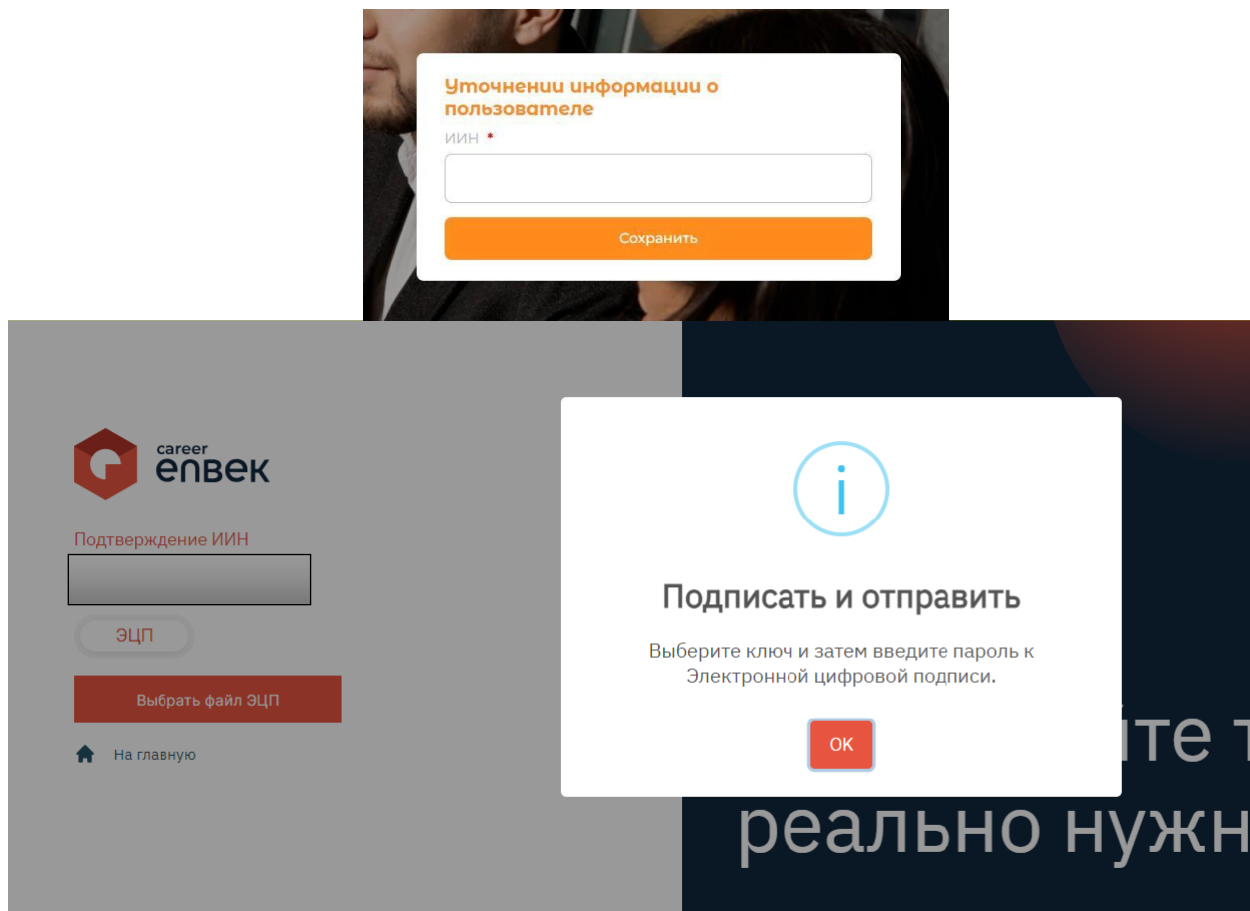 Уточнении информации о
пользователе
ИИН *
Сохранить
career
enbek
Подтверждение ИИН
ЭЦП
Выбрать файл ЭЦП
На главную
i
Подписать и отправить
Выберите ключ и затем введите пароль к
Электронной цифровой подписи.
OK
реально нужн